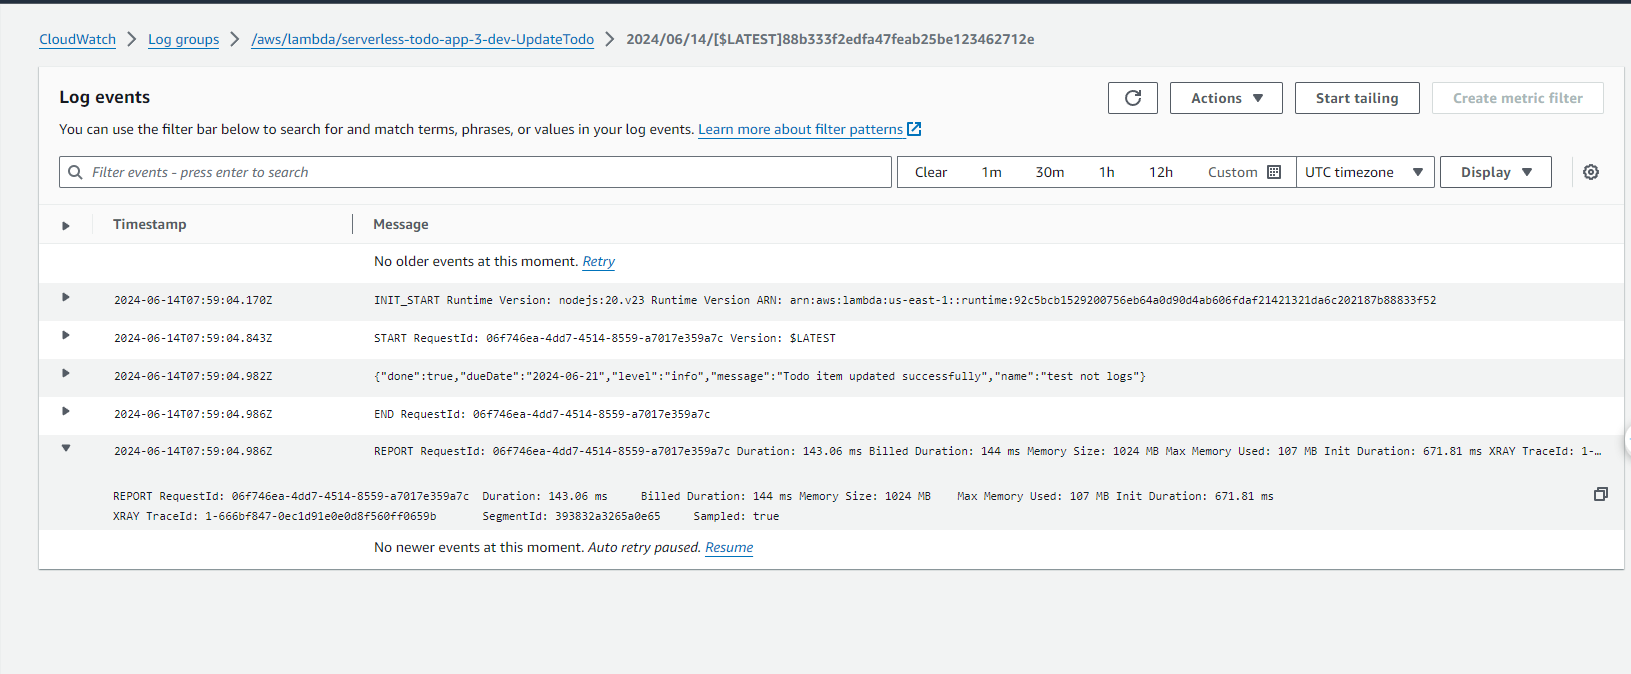 CloudWatch > Log groups > /aws/lambda/serverless-todo-app-3-dev-UpdateTodo > 2024/06/14/[$LATEST]88b333f2edfa47feab25be123462712e
Log events
Actions
Start tailing
Create metric filter
You can use the filter bar below to search for and match terms, phrases, or values in your log events. Learn more about filter patterns
Filter events - press enter to search
Clear 1m 30m 1h 12h Custom UTC timezone Display
Timestamp Message
No older events at this moment. Retry
2024-06-14T07:59:04.170Z INIT_START Runtime Version: nodejs:20.v23 Runtime Version ARN: arn:aws:lambda:us-east-1::runtime:92c5bcb1529200756eb64a0d90d4ab606fdaf21421321da6c202187b88833f52
2024-06-14T07:59:04.843Z START RequestId: 06f746ea-4dd7-4514-8559-a7017e359a7c Version: $LATEST
2024-06-14T07:59:04.982Z {"done":true,"dueDate":"2024-06-21","level":"info","message":"Todo item updated successfully","name":"test not logs"}
2024-06-14T07:59:04.986Z END RequestId: 06f746ea-4dd7-4514-8559-a7017e359a7c
2024-06-14T07:59:04.986Z REPORT RequestId: 06f746ea-4dd7-4514-8559-a7017e359a7c Duration: 143.06 ms Billed Duration: 144 ms Memory Size: 1024 MB Max Memory Used: 107 MB Init Duration: 671.81 ms XRAY TraceId: 1-…
REPORT RequestId: 06f746ea-4dd7-4514-8559-a7017e359a7c Duration: 143.06 ms Billed Duration: 144 ms Memory Size: 1024 MB Max Memory Used: 107 MB Init Duration: 671.81 ms
XRAY TraceId: 1-666bf847-0ec1d91e0e0d8f560ff0659b SegmentId: 393832a3265a0e65 Sampled: true
No newer events at this moment. Auto retry paused. Resume